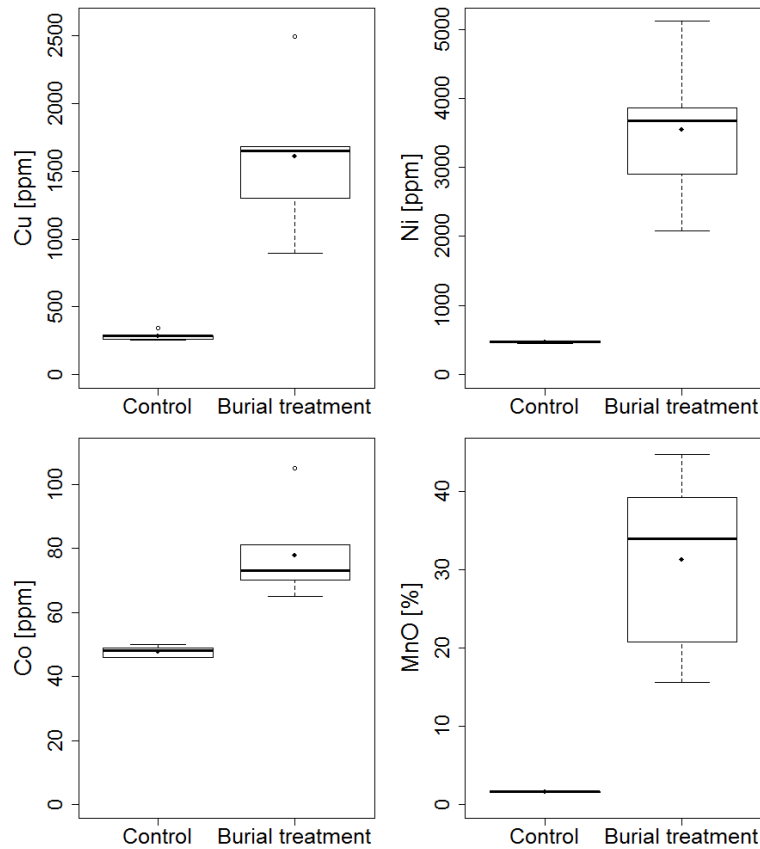 Cu [ppm]
2500
2000
1500
1000
500
0
Control
Burial treatment
Ni [ppm]
5000
4000
3000
2000
1000
0
Control
Burial treatment
Co [ppm]
100
80
60
40
20
0
Control
Burial treatment
MnO [%]
40
30
20
10
0
Control
Burial treatment